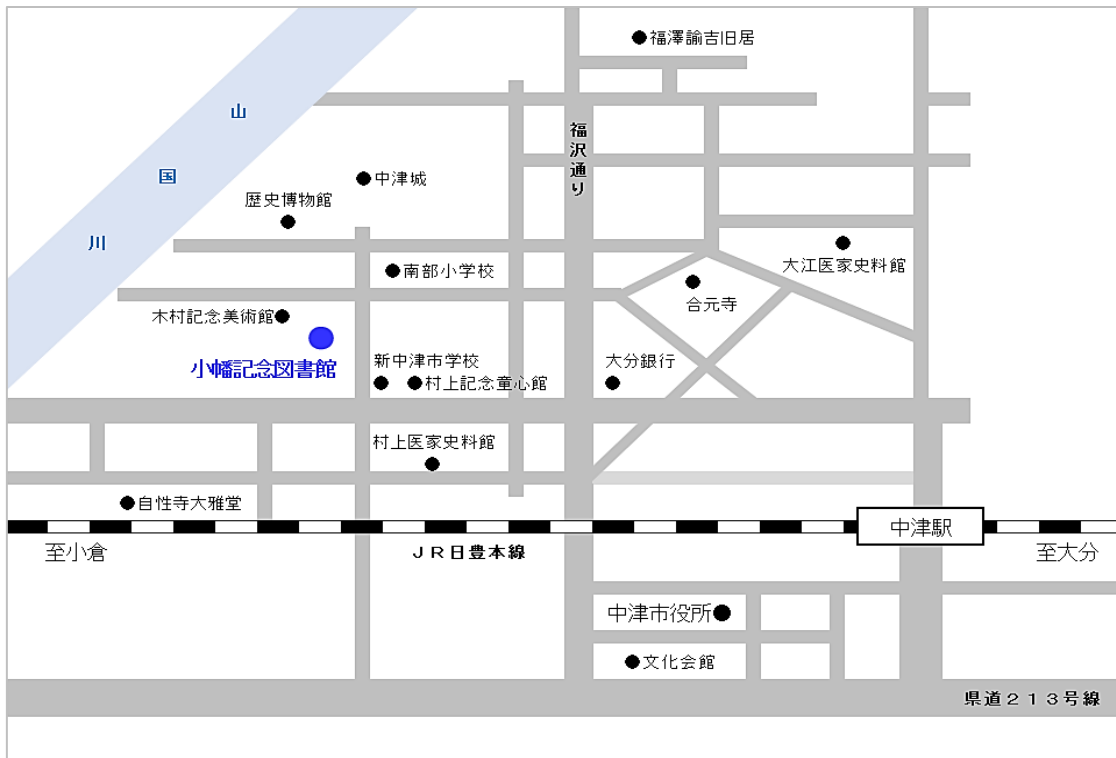 福澤諭吉旧居
山国川
福沢通り
中津城
歴史博物館
南部小学校
大江医家史料館
合元寺
木村記念美術館
小幡記念図書館
新中津市学校
大分銀行
村上記念童心館
村上医家史料館
自性寺大雅堂
中津駅
至小倉
JR日豊本線
至大分
中津市役所
文化会館
県道213号線